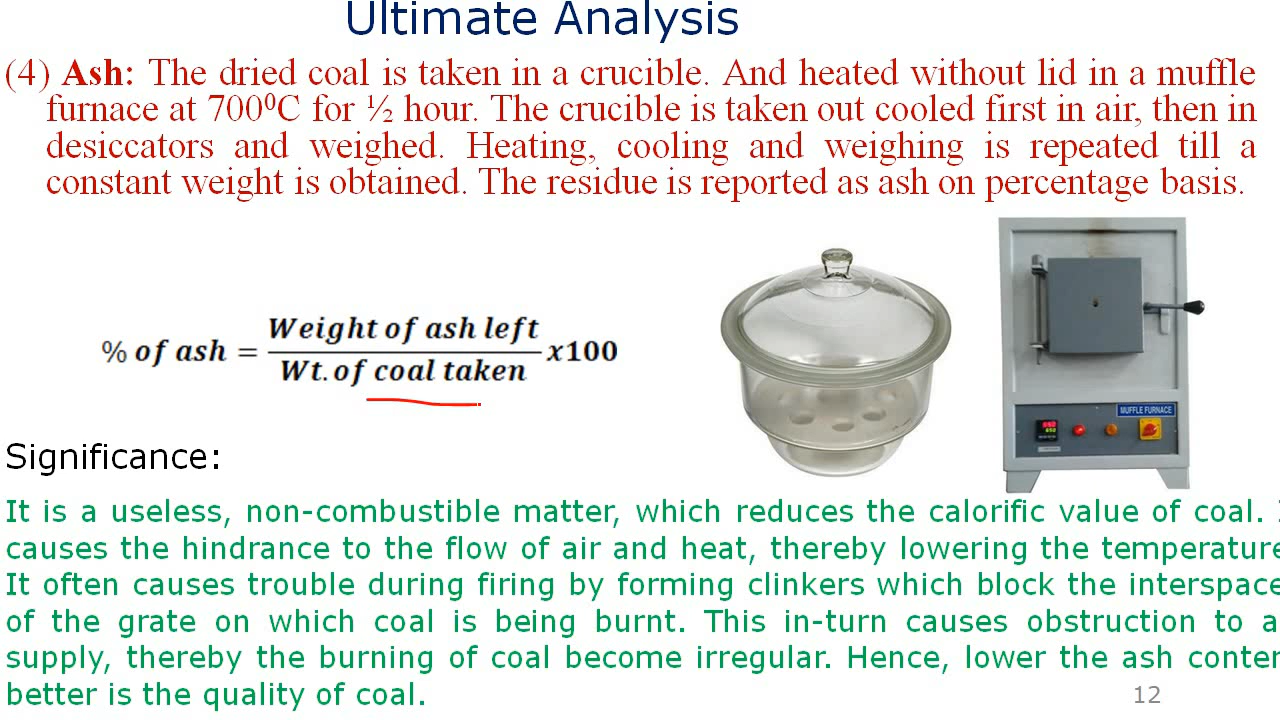 Ultimate Analysis
(4) Ash: The dried coal is taken in a crucible. And heated without lid in a muffle
furnace at 700⁰C for ½ hour. The crucible is taken out cooled first in air, then in
desiccators and weighed. Heating, cooling and weighing is repeated till a
constant weight is obtained. The residue is reported as ash on percentage basis.
% of ash = Weight of ash left / Wt. of coal taken x100
MUFFLE FURNACE
Significance:
It is a useless, non-combustible matter, which reduces the calorific value of coal.
causes the hindrance to the flow of air and heat, thereby lowering the temperature
It often causes trouble during firing by forming clinkers which block the interspace
of the grate on which coal is being burnt. This in-turn causes obstruction to
supply, thereby the burning of coal become irregular. Hence, lower the ash
better is the quality of coal.
12